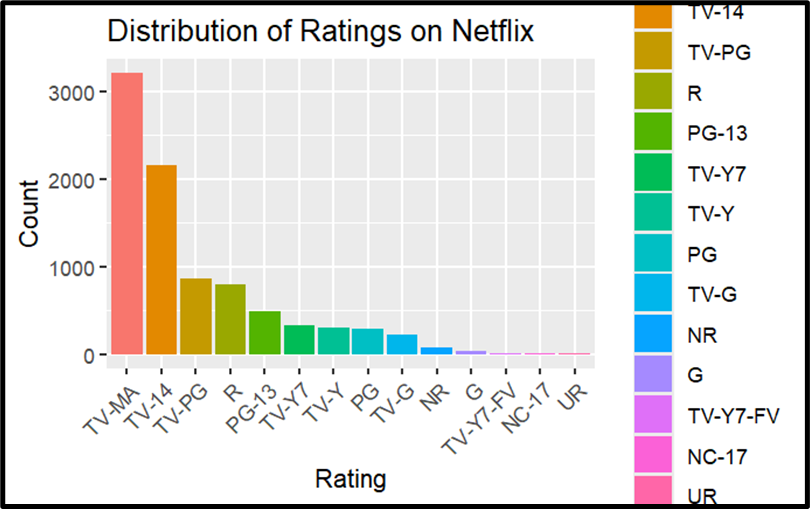 Distribution of Ratings on Netflix
Count
3000
2000
1000
0
TV-MA
TV-14
TV-PG
R
PG-13
TV-Y7
TV-Y
PG
TV-G
NR
G
TV-Y7-FV
NC-17
UR
Rating
TV-14
TV-PG
R
PG-13
TV-Y7
TV-Y
PG
TV-G
NR
G
TV-Y7-FV
NC-17
UR